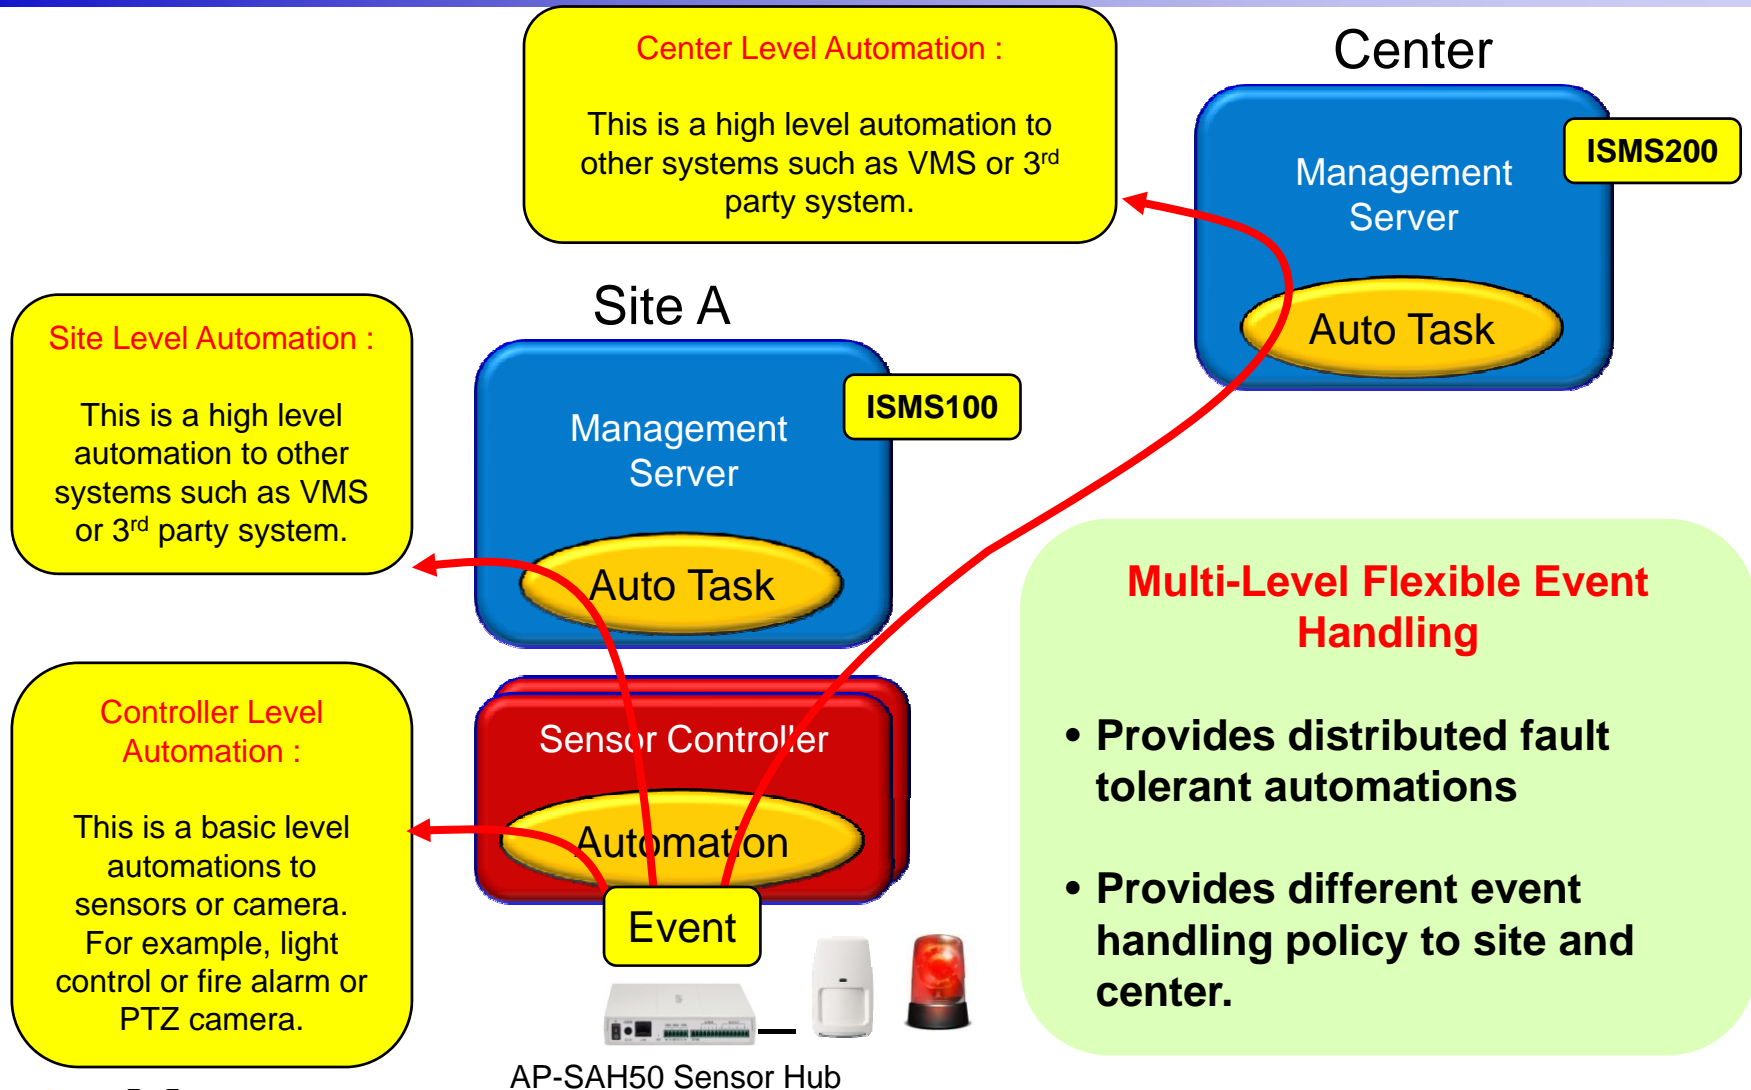 Center Level Automation :
This is a high level automation to
other systems such as VMS or 3rd
party system.
Center
Management
Server
ISMS200
Auto Task
Site A
Site Level Automation :
This is a high level
automation to other
systems such as VMS
or 3rd party system.
Management
Server
ISMS100
Auto Task
Controller Level
Automation :
This is a basic level
automations to
sensors or camera.
For example, light
control or fire alarm or
PTZ camera.
Sensor Controller
Automation
Event
AP-SAH50 Sensor Hub
Multi-Level Flexible Event
Handling
• Provides distributed fault
tolerant automations
• Provides different event
handling policy to site and
center.